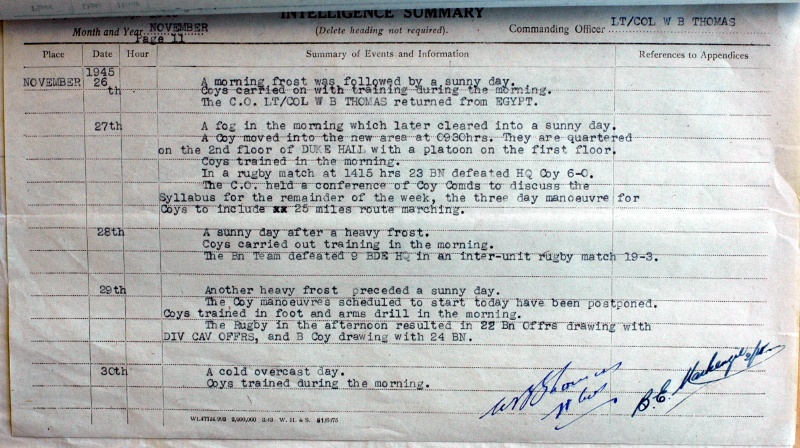 INTELLIGENCE SUMMARY
Month and Year NOVEMBER (Delete heading not required). Commanding Officer LT/COL W B THOMAS
Page 11
Place Date Hour Summary of Events and Information References to Appendices
1945
NOVEMBER 26th A morning frost was followed by a sunny day.
Coys carried on with training during the morning.
The C.O. LT/COL W B THOMAS returned from EGYPT.
27th A fog in the morning which later cleared into a sunny day.
A Coy moved into the new area at 0930hrs. They are quartered
on the 2nd floor of DUKE HALL with a platoon on the first floor.
Coys trained in the morning.
In a rugby match at 1415 hrs 23 BN defeated HQ Coy 6-0.
The C.O. held a conference of Coy Comds to discuss the
Syllabus for the remainder of the week, the three day manoeuvre for
Coys to include xx 25 miles route marching.
28th A sunny day after a heavy frost.
Coys carried out training in the morning.
The Bn Team defeated 9 BDE HQ in an inter-unit rugby match 19-3.
29th Another heavy frost preceded a sunny day.
The Coy manoeuvres scheduled to start today have been postponed.
Coys trained in foot and arms drill in the morning.
The Rugby in the afternoon resulted in 22 Bn Offrs drawing with
DIV CAV OFFRS, and B Coy drawing with 24 BN.
30th A cold overcast day.
Coys trained during the morning.
W B Thomas
B.E. Mackenzie
W. H. & S.